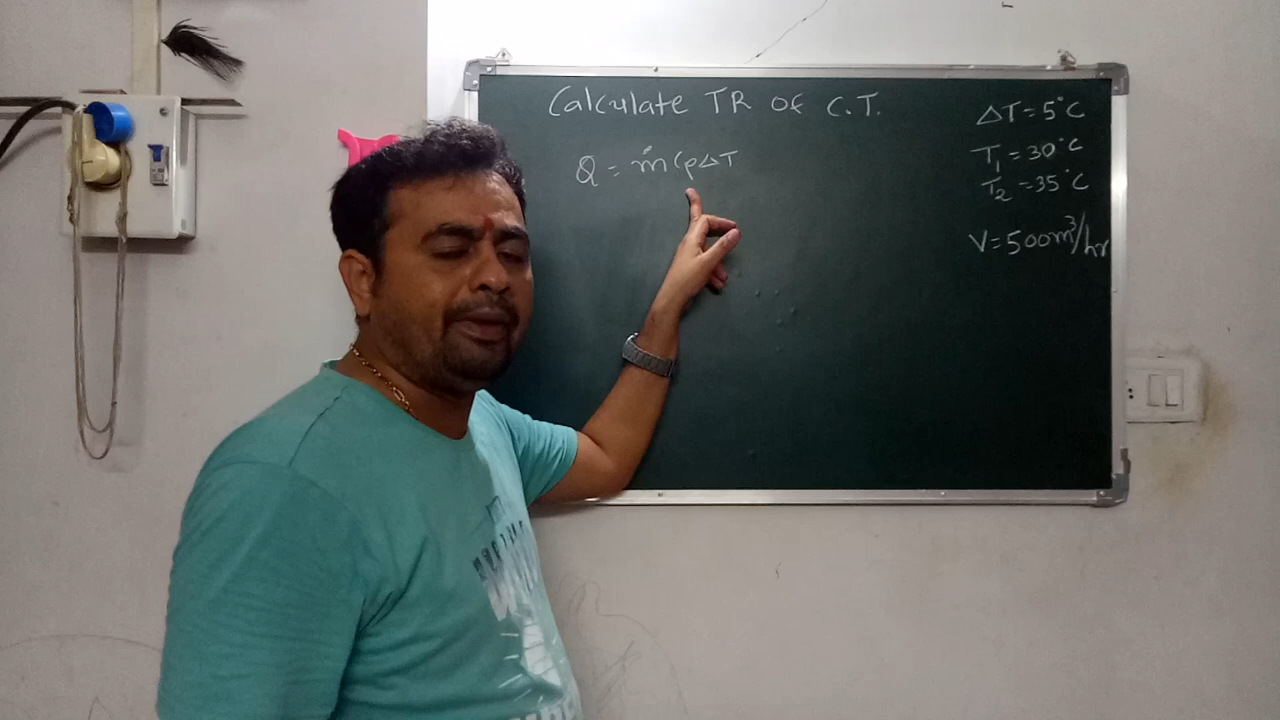 Calculate TR of C.T.
Q = ṁCpΔT
ΔT=5°C
T₁=30°C
T₂=35°C
V=500m³/hr